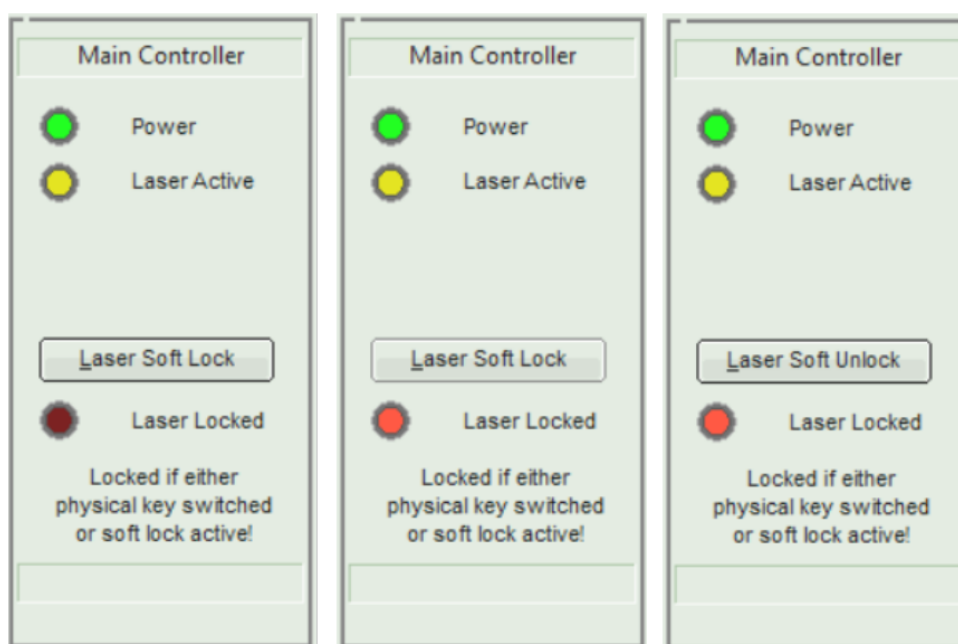 Main Controller
Power
Laser Active
Laser Soft Lock
Laser Locked
Locked if either
physical key switched
or soft lock active!
Main Controller
Power
Laser Active
Laser Soft Lock
Laser Locked
Locked if either
physical key switched
or soft lock active!
Main Controller
Power
Laser Active
Laser Soft Unlock
Laser Locked
Locked if either
physical key switched
or soft lock active!